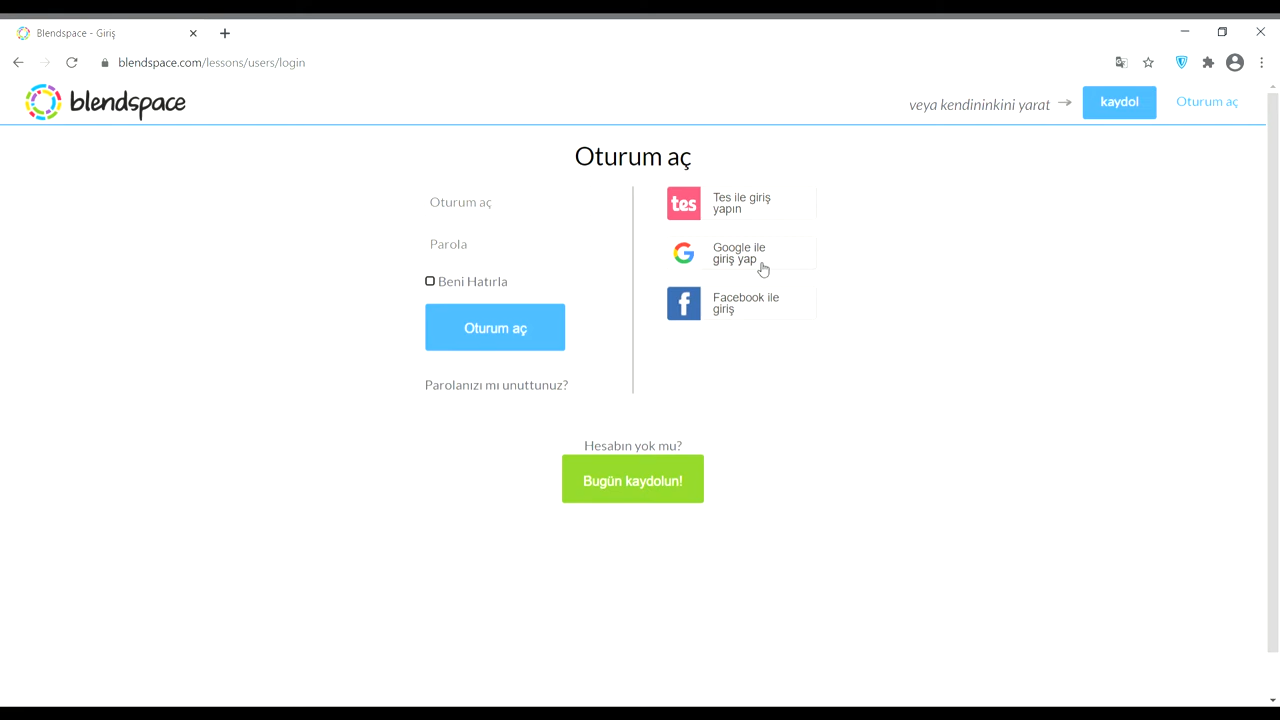 Blendspace - Giriş
blendspace.com/lessons/users/login
blendspace
veya kendininkini yarat →
kaydol
Oturum aç
Oturum aç
Oturum aç
Parola
Beni Hatırla
Oturum aç
Parolanızı mı unuttunuz?
tes
Tes ile giriş
yapın
Google ile
giriş yap
Facebook ile
giriş
Hesabın yok mu?
Bugün kaydolun!